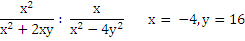 x²/(x² + 2xy) : x/(x² − 4y²)   x = −4, y = 16